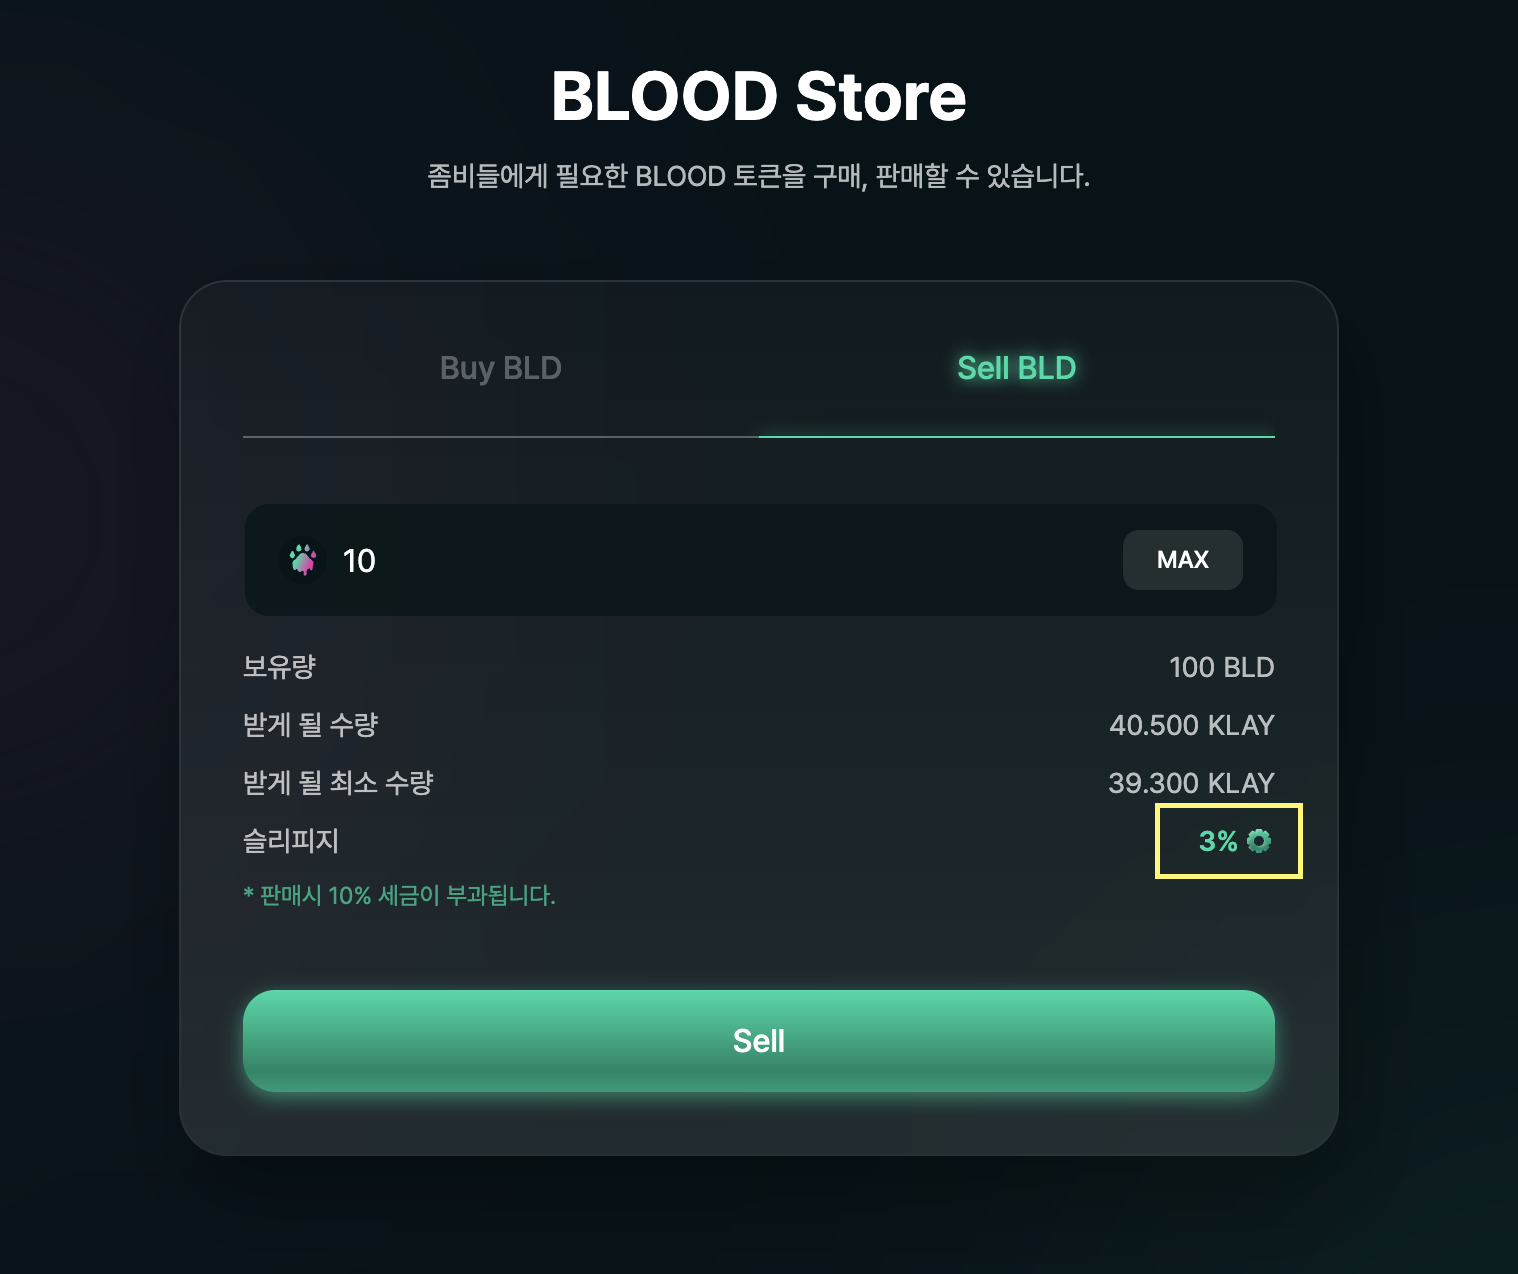 BLOOD Store
좀비들에게 필요한 BLOOD 토큰을 구매, 판매할 수 있습니다.
Buy BLD
Sell BLD
10
MAX
보유량 100 BLD
받게 될 수량 40.500 KLAY
받게 될 최소 수량 39.300 KLAY
슬리피지 3%
* 판매시 10% 세금이 부과됩니다.
Sell